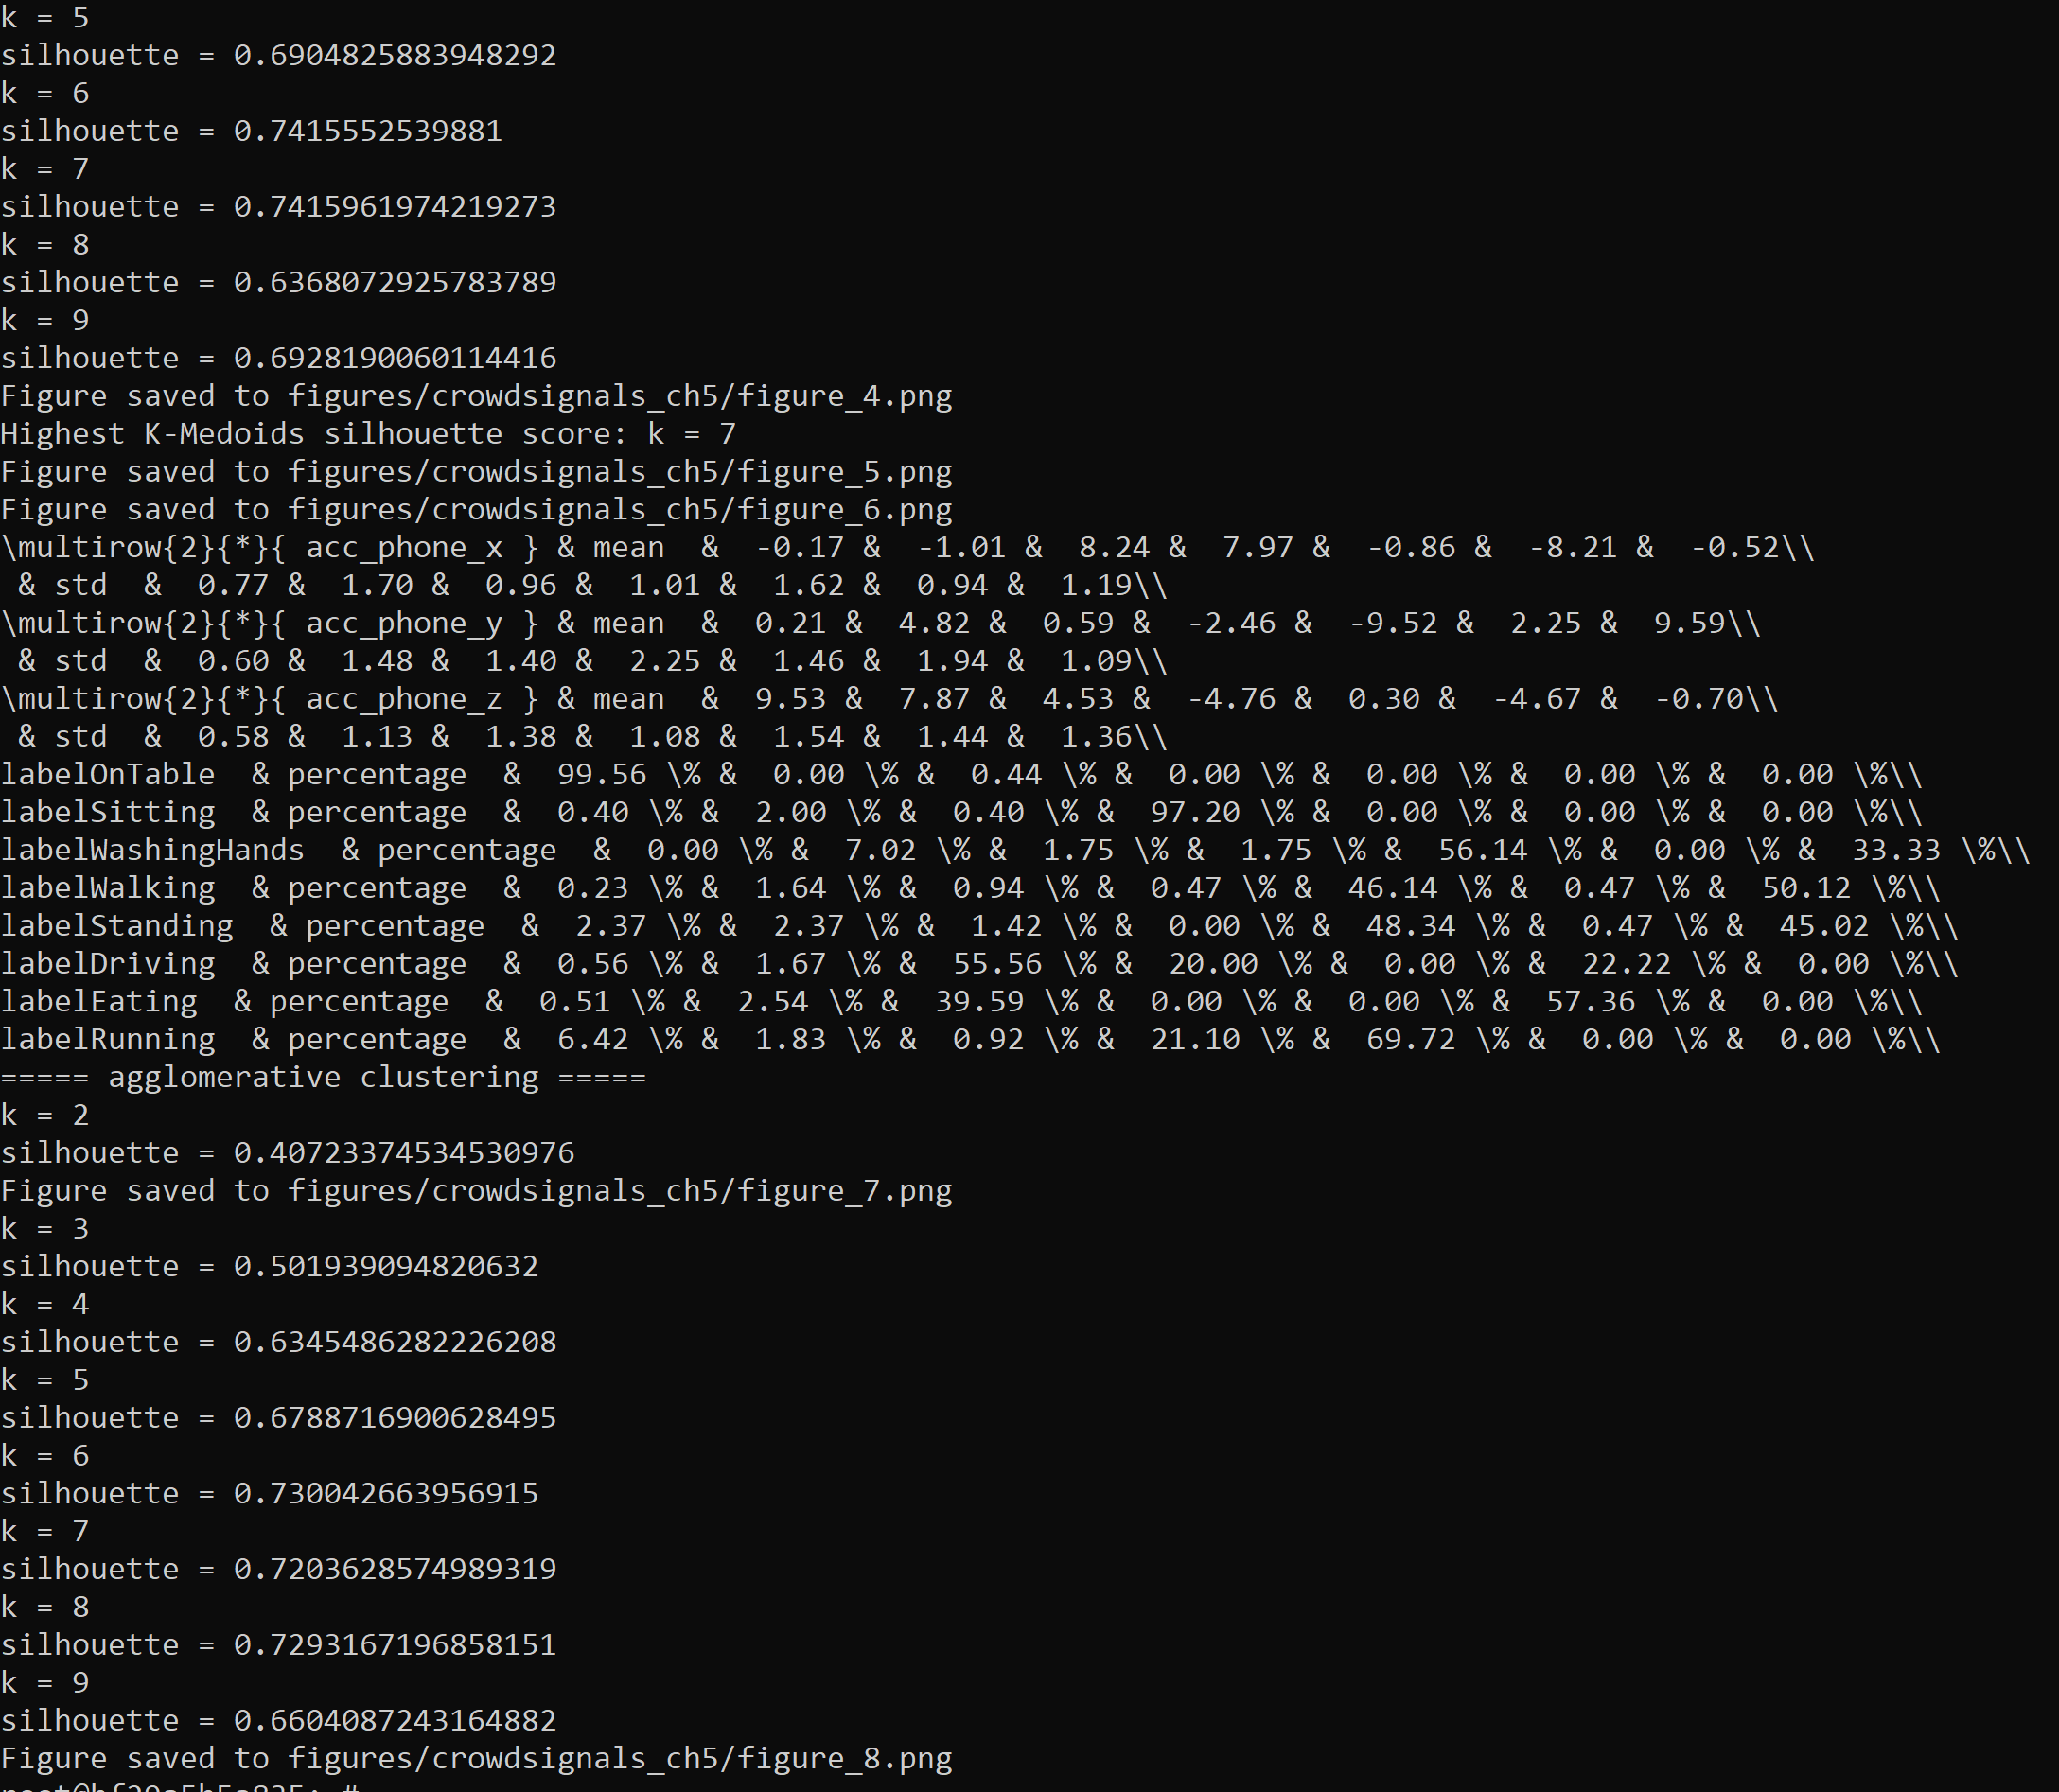 k = 5
silhouette = 0.6904825883948292
k = 6
silhouette = 0.7415552539881
k = 7
silhouette = 0.7415961974219273
k = 8
silhouette = 0.6368072925783789
k = 9
silhouette = 0.6928190060114416
Figure saved to figures/crowdsignals_ch5/figure_4.png
Highest K-Medoids silhouette score: k = 7
Figure saved to figures/crowdsignals_ch5/figure_5.png
Figure saved to figures/crowdsignals_ch5/figure_6.png
\multirow{2}{*}{ acc_phone_x } & mean  &  -0.17 &  -1.01 &  8.24 &  7.97 &  -0.86 &  -8.21 &  -0.52\\
 & std  &  0.77 &  1.70 &  0.96 &  1.01 &  1.62 &  0.94 &  1.19\\
\multirow{2}{*}{ acc_phone_y } & mean  &  0.21 &  4.82 &  0.59 &  -2.46 &  -9.52 &  2.25 &  9.59\\
 & std  &  0.60 &  1.48 &  1.40 &  2.25 &  1.46 &  1.94 &  1.09\\
\multirow{2}{*}{ acc_phone_z } & mean  &  9.53 &  7.87 &  4.53 &  -4.76 &  0.30 &  -4.67 &  -0.70\\
 & std  &  0.58 &  1.13 &  1.38 &  1.08 &  1.54 &  1.44 &  1.36\\
labelOnTable  & percentage  &  99.56 \% &  0.00 \% &  0.44 \% &  0.00 \% &  0.00 \% &  0.00 \% &  0.00 \%\\
labelSitting  & percentage  &  0.40 \% &  2.00 \% &  0.40 \% &  97.20 \% &  0.00 \% &  0.00 \% &  0.00 \%\\
labelWashingHands  & percentage  &  0.00 \% &  7.02 \% &  1.75 \% &  1.75 \% &  56.14 \% &  0.00 \% &  33.33 \%\\
labelWalking  & percentage  &  0.23 \% &  1.64 \% &  0.94 \% &  0.47 \% &  46.14 \% &  0.47 \% &  50.12 \%\\
labelStanding  & percentage  &  2.37 \% &  2.37 \% &  1.42 \% &  0.00 \% &  48.34 \% &  0.47 \% &  45.02 \%\\
labelDriving  & percentage  &  0.56 \% &  1.67 \% &  55.56 \% &  20.00 \% &  0.00 \% &  22.22 \% &  0.00 \%\\
labelEating  & percentage  &  0.51 \% &  2.54 \% &  39.59 \% &  0.00 \% &  0.00 \% &  57.36 \% &  0.00 \%\\
labelRunning  & percentage  &  6.42 \% &  1.83 \% &  0.92 \% &  21.10 \% &  69.72 \% &  0.00 \% &  0.00 \%\\
===== agglomerative clustering =====
k = 2
silhouette = 0.40723374534530976
Figure saved to figures/crowdsignals_ch5/figure_7.png
k = 3
silhouette = 0.501939094820632
k = 4
silhouette = 0.6345486282226208
k = 5
silhouette = 0.6788716900628495
k = 6
silhouette = 0.730042663956915
k = 7
silhouette = 0.7203628574989319
k = 8
silhouette = 0.7293167196858151
k = 9
silhouette = 0.6604087243164882
Figure saved to figures/crowdsignals_ch5/figure_8.png